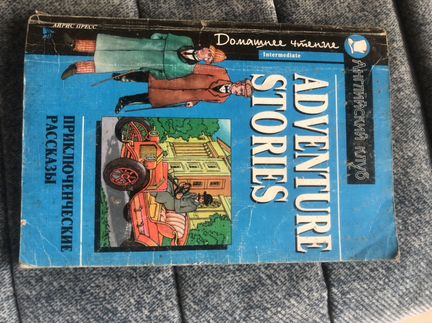 АЙРИС ПРЕСС
Домашнее чтение
Intermediate
АНГЛИЙСКИЙ КЛУБ
ADVENTURE
STORIES
ПРИКЛЮЧЕНЧЕСКИЕ
РАССКАЗЫ